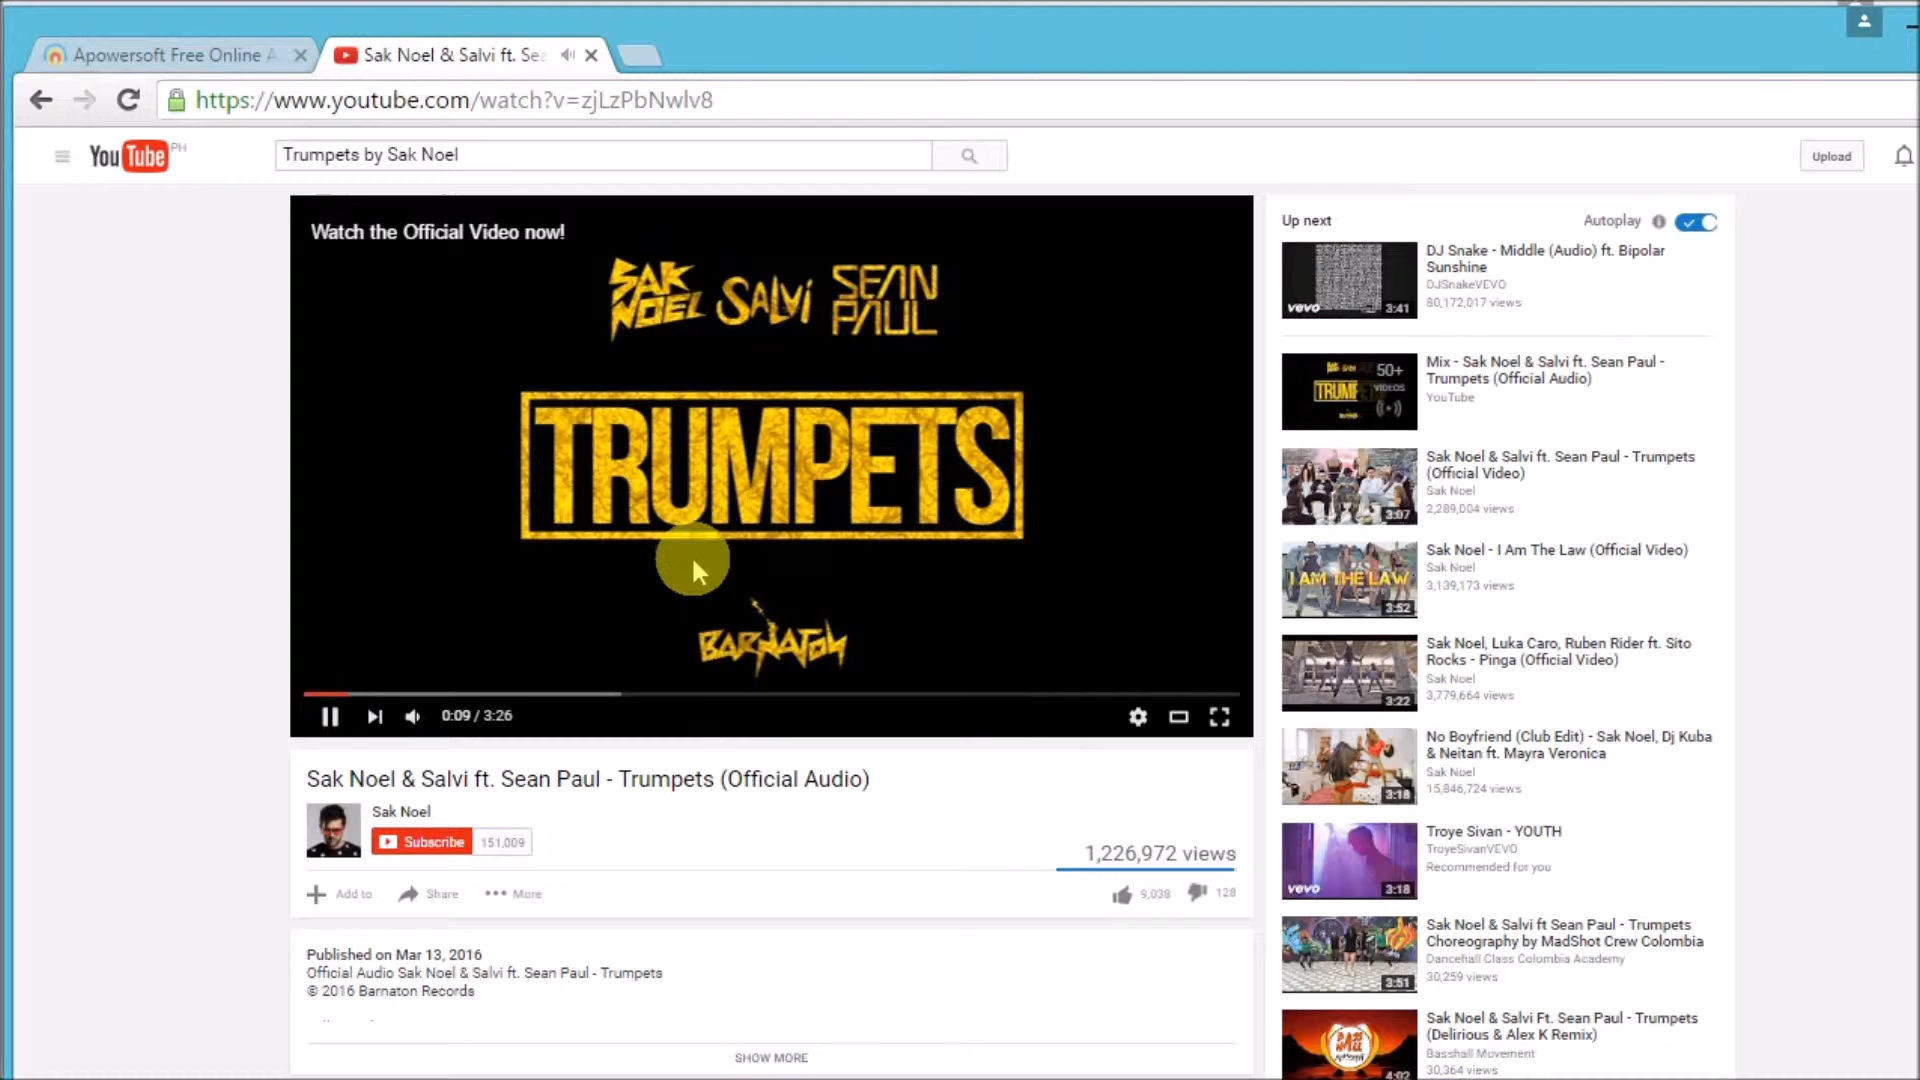 Apowersoft Free Online A
Sak Noel & Salvi ft. Sea
https://www.youtube.com/watch?v=zjLzPbNwlv8
YouTube PH
Trumpets by Sak Noel
Upload
Watch the Official Video now!
SAK NOEL SALVI SEAN PAUL
TRUMPETS
BARNATON
0:09 / 3:26
Sak Noel & Salvi ft. Sean Paul - Trumpets (Official Audio)
Sak Noel
Subscribe 151,009
1,226,972 views
Add to Share More
9,038 128
Published on Mar 13, 2016
Official Audio Sak Noel & Salvi ft. Sean Paul - Trumpets
© 2016 Barnaton Records
SHOW MORE
Up next
Autoplay
vevo 3:41
DJ Snake - Middle (Audio) ft. Bipolar
Sunshine
DJSnakeVEVO
80,172,017 views
50+
VIDEOS
Mix - Sak Noel & Salvi ft. Sean Paul -
Trumpets (Official Audio)
YouTube
3:07
Sak Noel & Salvi ft. Sean Paul - Trumpets
(Official Video)
Sak Noel
2,289,004 views
I AM THE LAW
3:52
Sak Noel - I Am The Law (Official Video)
Sak Noel
3,139,173 views
3:22
Sak Noel, Luka Caro, Ruben Rider ft. Sito
Rocks - Pinga (Official Video)
Sak Noel
3,779,664 views
3:18
No Boyfriend (Club Edit) - Sak Noel, Dj Kuba
& Neitan ft. Mayra Veronica
Sak Noel
15,846,724 views
vevo 3:18
Troye Sivan - YOUTH
TroyeSivanVEVO
Recommended for you
3:51
Sak Noel & Salvi ft Sean Paul - Trumpets
Choreography by MadShot Crew Colombia
Dancehall Class Colombia Academy
30,259 views
4:02
Sak Noel & Salvi Ft. Sean Paul - Trumpets
(Delirious & Alex K Remix)
Basshall Movement
30,364 views